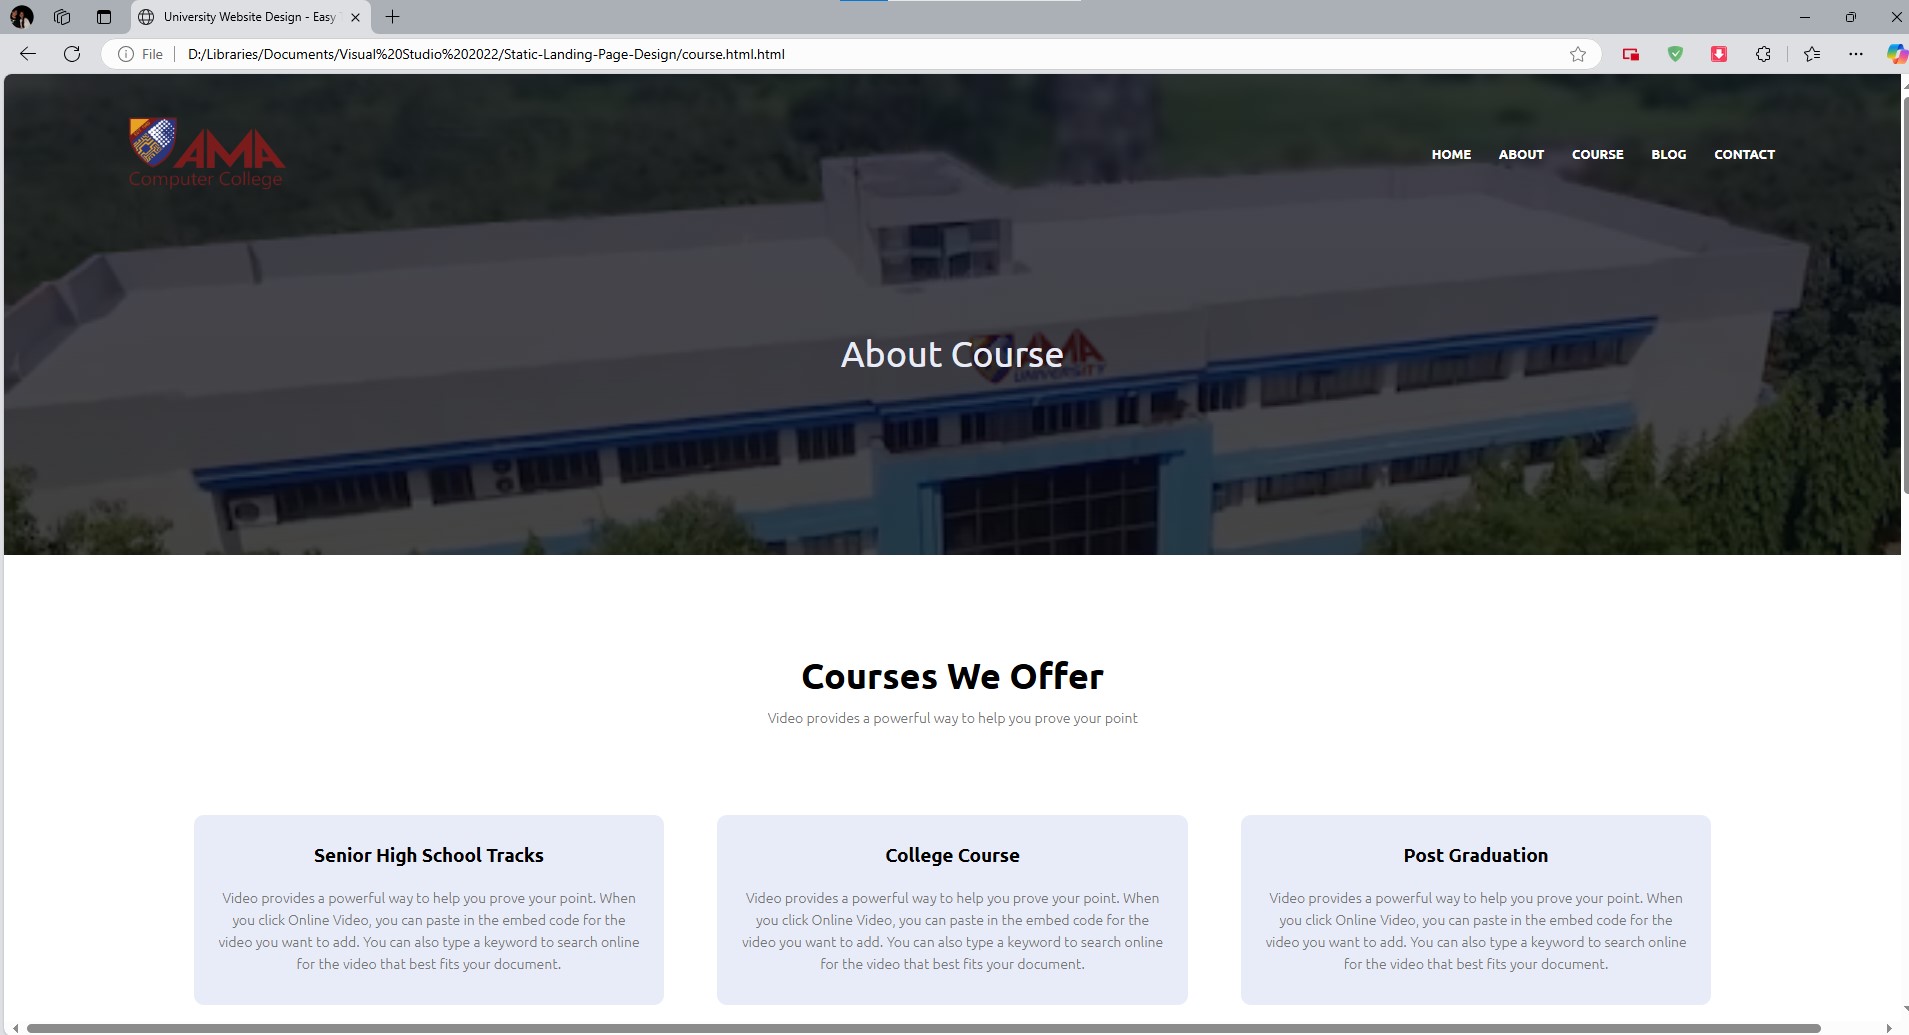 University Website Design - Easy
File
D:/Libraries/Documents/Visual%20Studio%202022/Static-Landing-Page-Design/course.html.html
AMA
Computer College
HOME
ABOUT
COURSE
BLOG
CONTACT
AMA
UNIVERSITY
About Course
Courses We Offer
Video provides a powerful way to help you prove your point
Senior High School Tracks
Video provides a powerful way to help you prove your point. When
you click Online Video, you can paste in the embed code for the
video you want to add. You can also type a keyword to search online
for the video that best fits your document.
College Course
Video provides a powerful way to help you prove your point. When
you click Online Video, you can paste in the embed code for the
video you want to add. You can also type a keyword to search online
for the video that best fits your document.
Post Graduation
Video provides a powerful way to help you prove your point. When
you click Online Video, you can paste in the embed code for the
video you want to add. You can also type a keyword to search online
for the video that best fits your document.